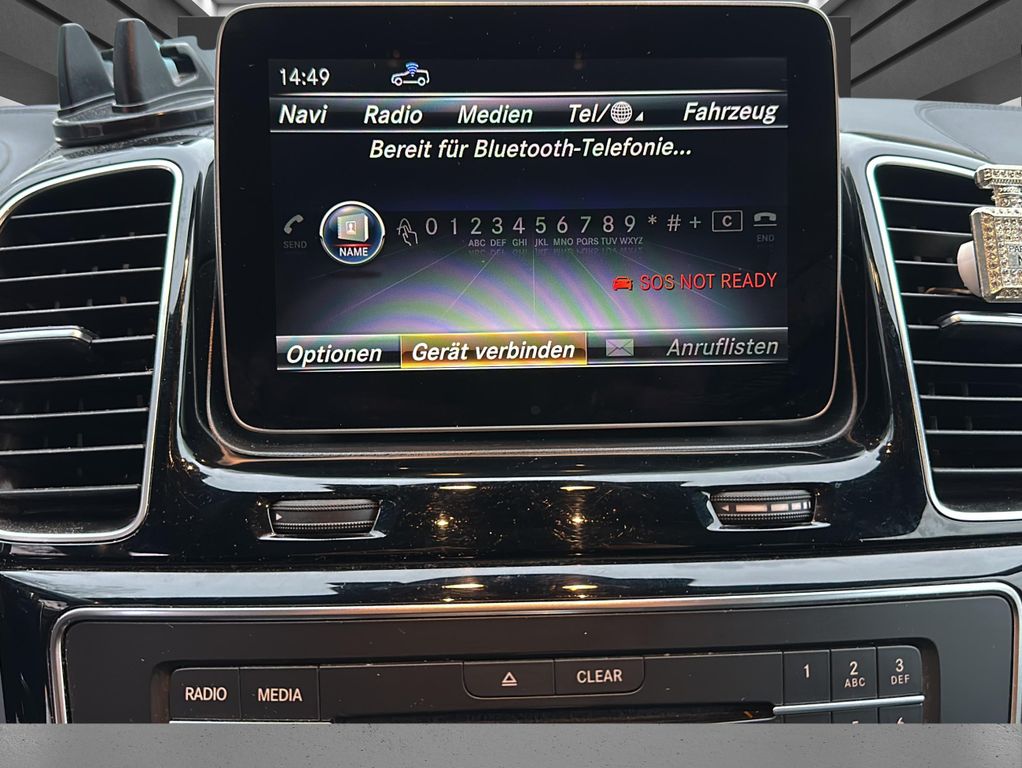 14:49
Navi Radio Medien Tel/ Fahrzeug
Bereit für Bluetooth-Telefonie...
SEND NAME 0 1 2 3 4 5 6 7 8 9 * # + C END
ABC DEF GHI JKL MNO PQRS TUV WXYZ
SOS NOT READY
Optionen Gerät verbinden Anruflisten
RADIO MEDIA CLEAR 1 2 ABC 3 DEF